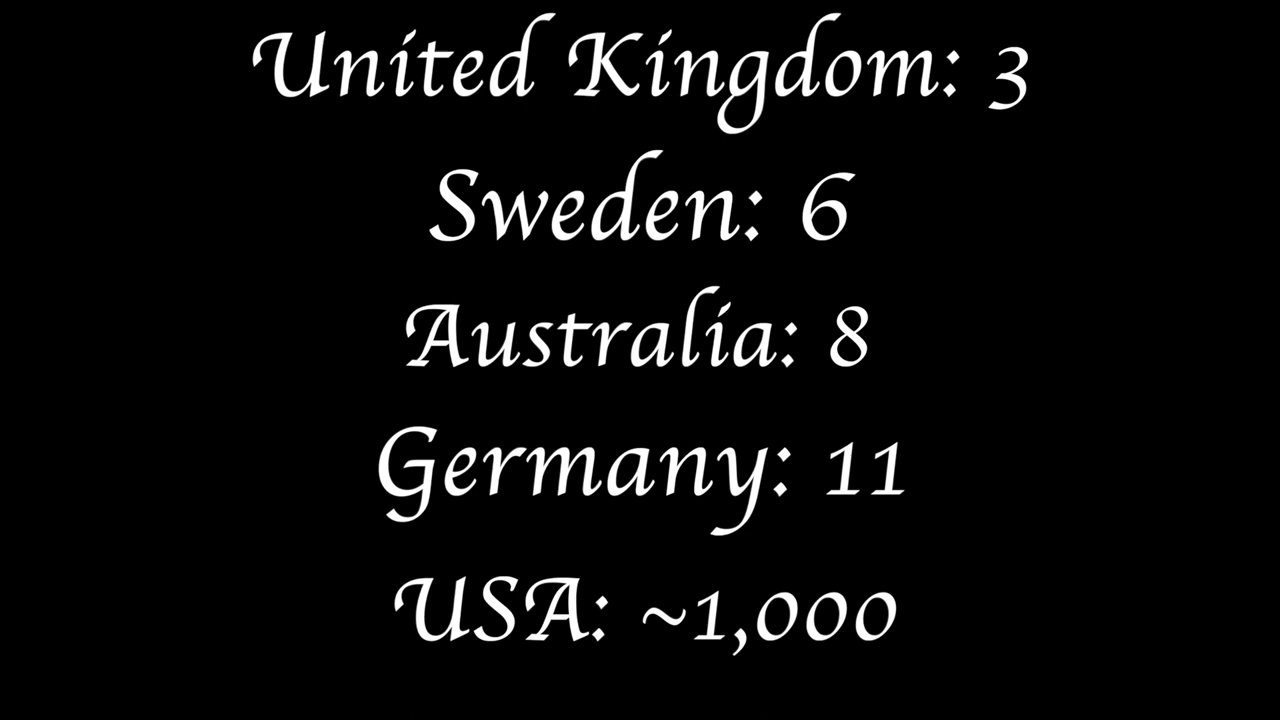 United Kingdom: 3
Sweden: 6
Australia: 8
Germany: 11
USA: ~1,000